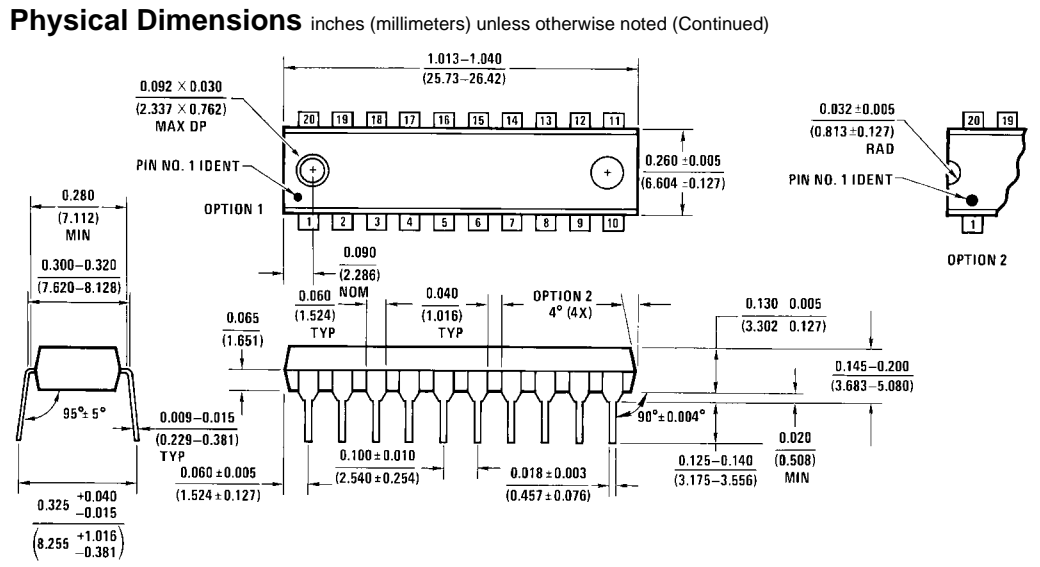 Physical Dimensions inches (millimeters) unless otherwise noted (Continued)
1.013–1.040
(25.73–26.42)
0.092 × 0.030
(2.337 × 0.762)
MAX DP
20 19 18 17 16 15 14 13 12 11
PIN NO. 1 IDENT
OPTION 1
1 2 3 4 5 6 7 8 9 10
0.260 ±0.005
(6.604 ±0.127)
0.032 ±0.005
(0.813 ±0.127)
RAD
20 19
PIN NO. 1 IDENT
1
OPTION 2
0.280
(7.112)
MIN
0.300–0.320
(7.620–8.128)
0.090
(2.286)
NOM
0.060
(1.524)
TYP
0.040
(1.016)
TYP
OPTION 2
4° (4X)
0.130 0.005
(3.302 0.127)
0.065
(1.651)
0.145–0.200
(3.683–5.080)
95°± 5°
0.009–0.015
(0.229–0.381)
TYP
90°±0.004°
0.020
(0.508)
MIN
0.125–0.140
(3.175–3.556)
0.100 ±0.010
(2.540 ±0.254)
0.018 ±0.003
(0.457 ±0.076)
0.060 ±0.005
(1.524 ±0.127)
0.325 +0.040
−0.015
(8.255 +1.016
−0.381)